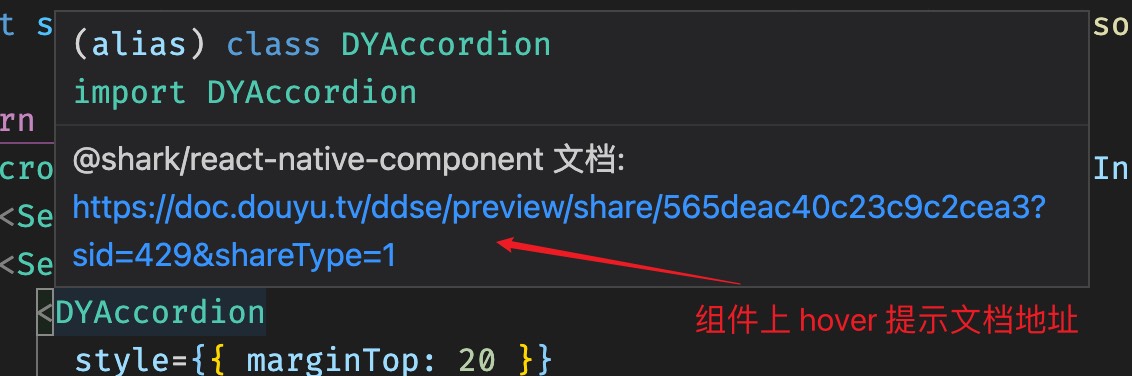 t s
(alias) class DYAccordion
so
import DYAccordion
rn
@shark/react-native-component 文档:
cro
In
https://doc.douyu.tv/ddse/preview/share/565deac40c23c9c2cea3?
<Se
sid=429&shareType=1
<Se
<DYAccordion
组件上 hover 提示文档地址
style={{ marginTop: 20 }}